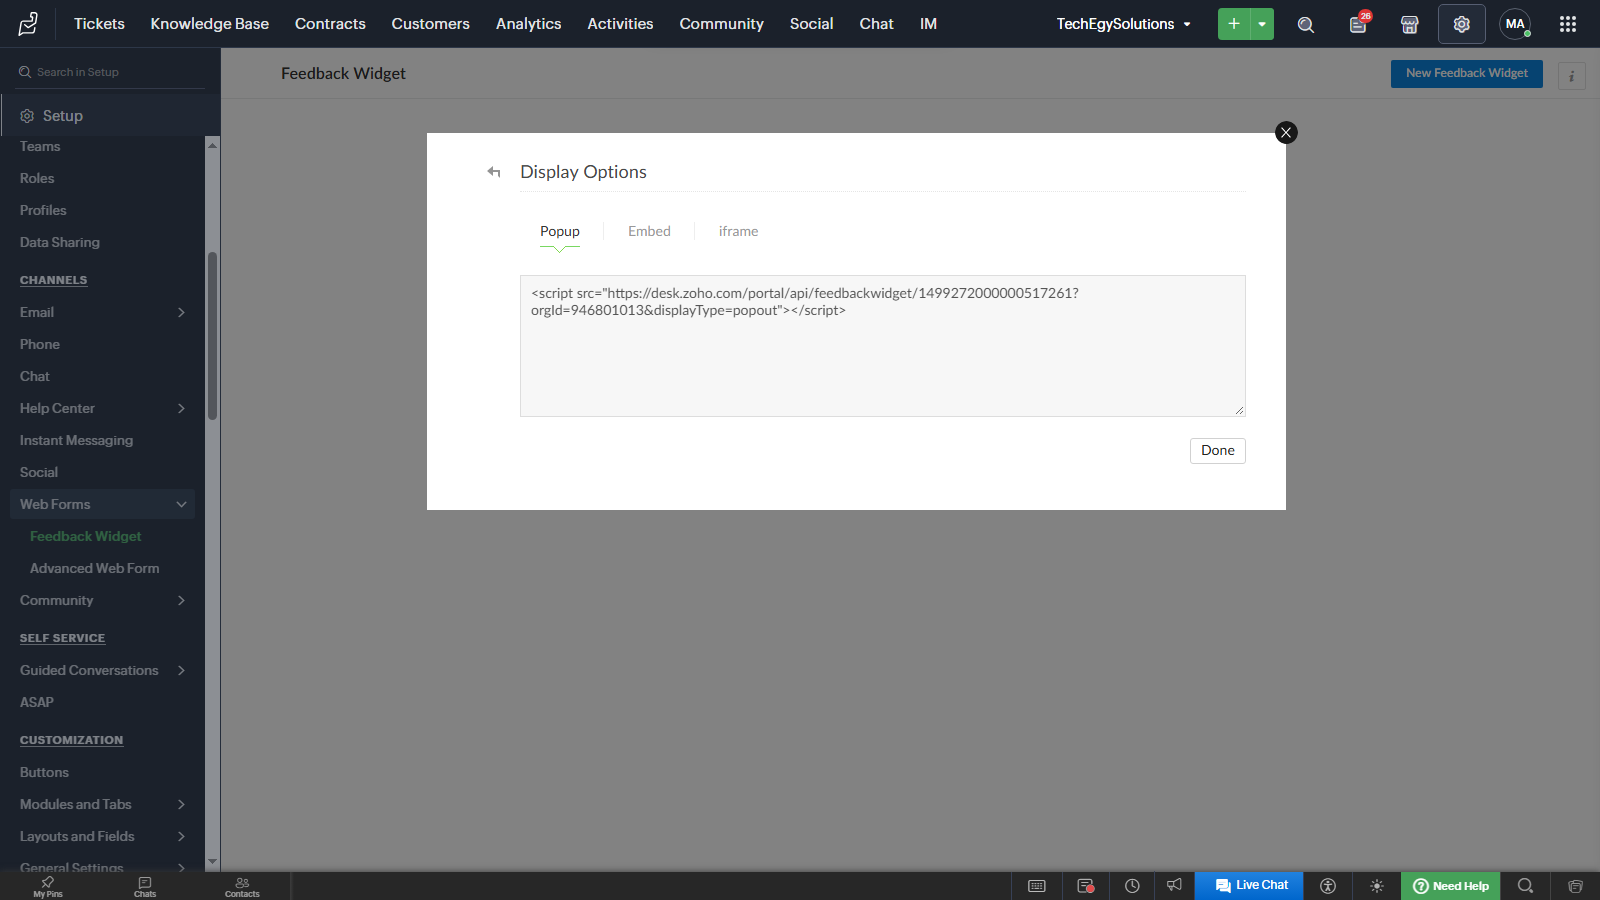 Tickets
Knowledge Base
Contracts
Customers
Analytics
Activities
Community
Social
Chat
IM
TechEgySolutions
26
MA
Search in Setup
Setup
Teams
Roles
Profiles
Data Sharing
CHANNELS
Email
Phone
Chat
Help Center
Instant Messaging
Social
Web Forms
Feedback Widget
Advanced Web Form
Community
SELF SERVICE
Guided Conversations
ASAP
CUSTOMIZATION
Buttons
Modules and Tabs
Layouts and Fields
General Settings
Feedback Widget
New Feedback Widget
i
Display Options
Popup
Embed
iframe
<script src="https://desk.zoho.com/portal/api/feedbackwidget/1499272000000517261?
orgId=946801013&displayType=popout"></script>
Done
My Pins
Chats
Contacts
Live Chat
Need Help